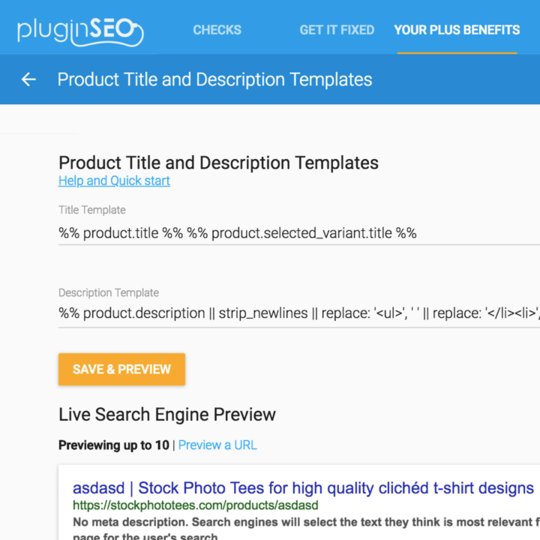 pluginSEO
CHECKS
GET IT FIXED
YOUR PLUS BENEFITS
Product Title and Description Templates
Product Title and Description Templates
Help and Quick start
Title Template
%% product.title %% %% product.selected_variant.title %%
Description Template
%% product.description || strip_newlines || replace: '<ul>', ' ' || replace: '</li><li>',
SAVE & PREVIEW
Live Search Engine Preview
Previewing up to 10 | Preview a URL
asdasd | Stock Photo Tees for high quality clichéd t-shirt designs
https://stockphototees.com/products/asdasd
No meta description. Search engines will select the text they think is most relevant f
page for the user's search.